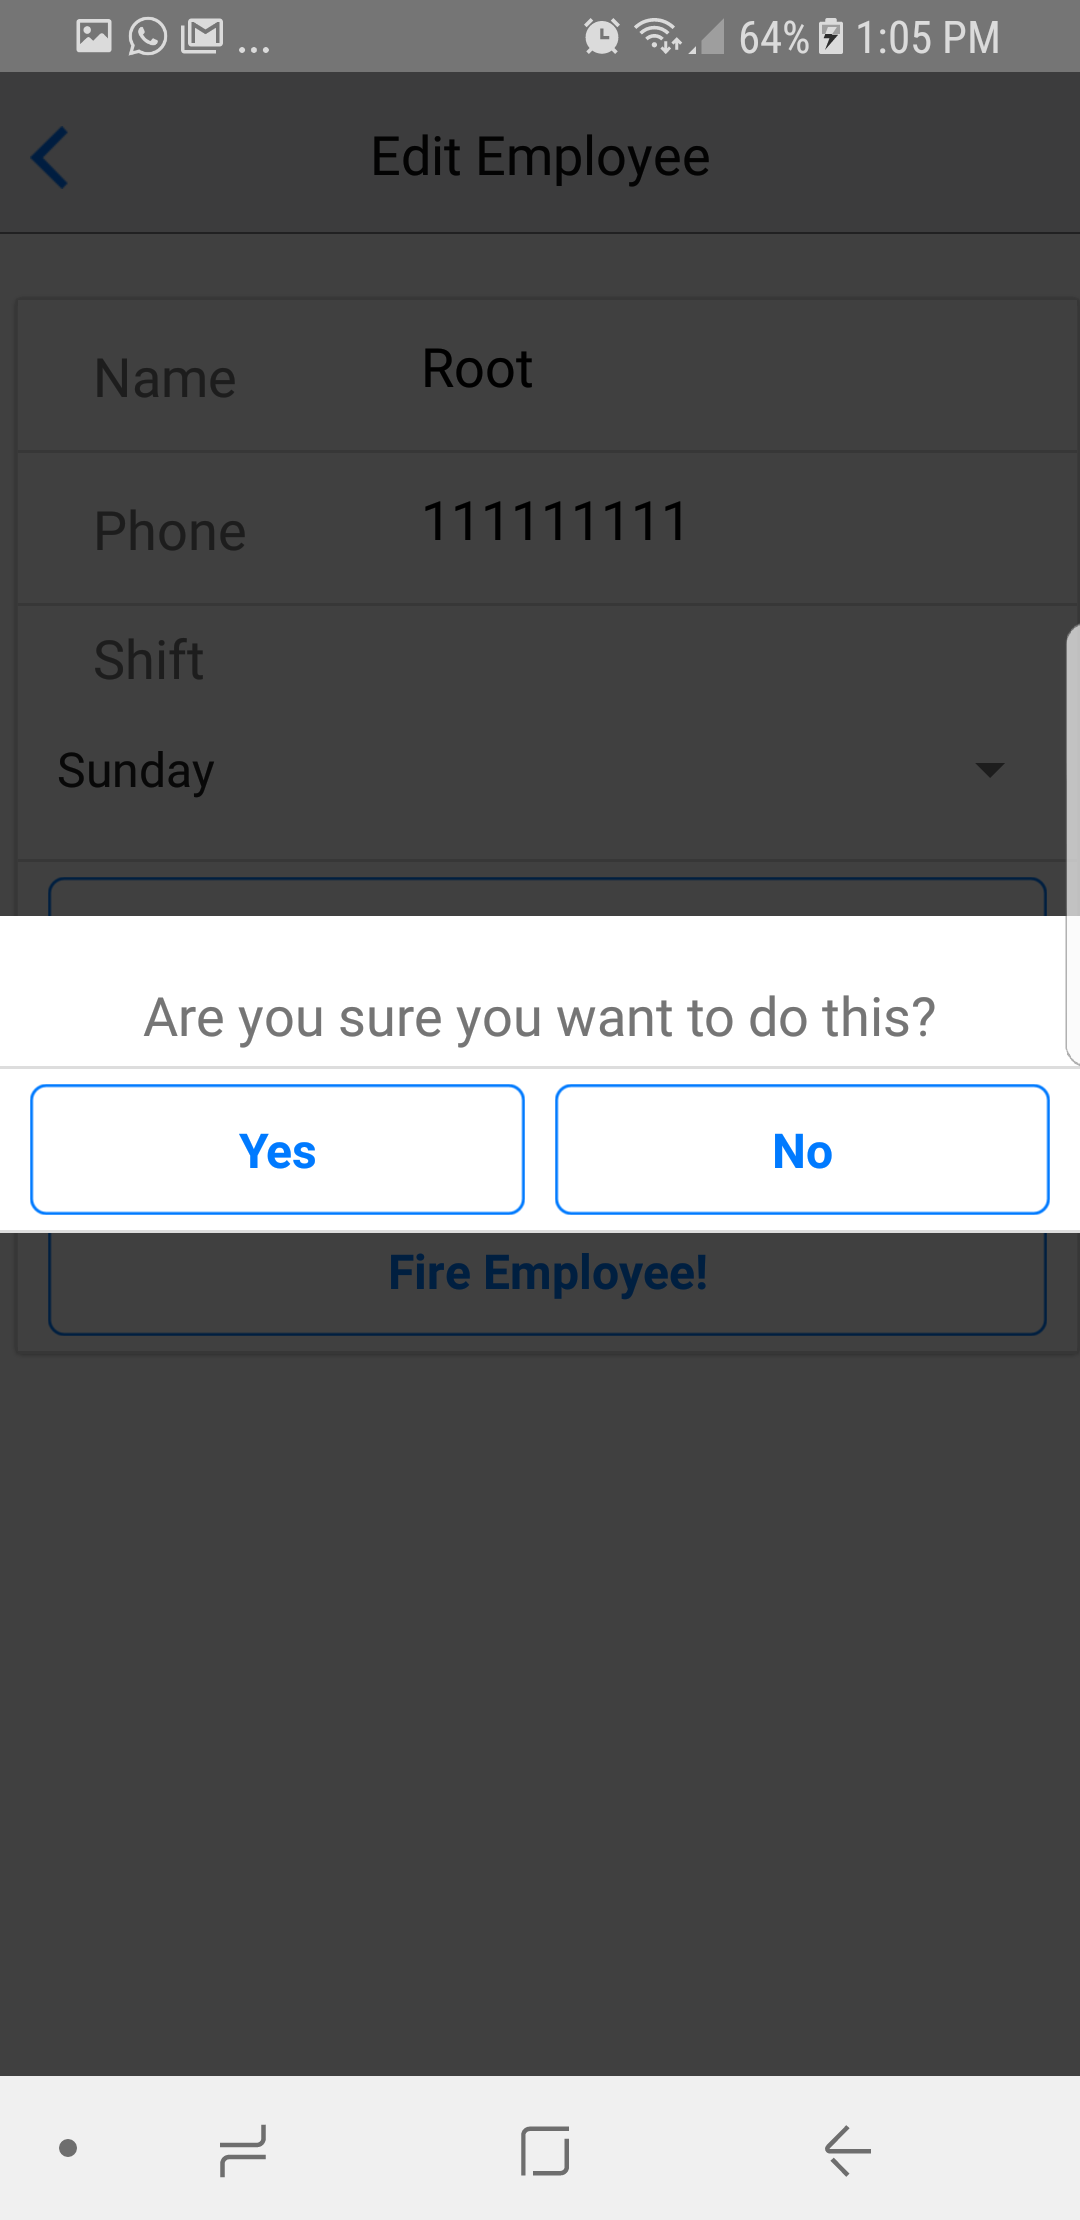 ... 64% 1:05 PM
Edit Employee
Name Root
Phone 111111111
Shift
Sunday
Are you sure you want to do this?
Yes No
Fire Employee!